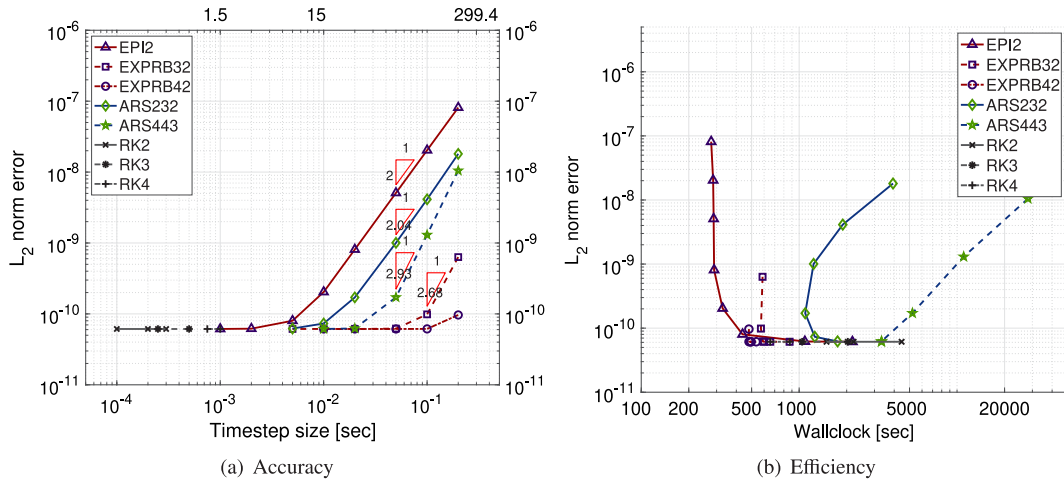 1.5 15 299.4
10^-6 10^-6
10^-7 10^-7
10^-8 10^-8
10^-9 10^-9
10^-10 10^-10
10^-11 10^-11
L2 norm error
EPI2
EXPRB32
EXPRB42
ARS232
ARS443
RK2
RK3
RK4
1
2
1
2.04
1
2.93
1
2.68
10^-4 10^-3 10^-2 10^-1
Timestep size [sec]
(a) Accuracy
10^-6
10^-7
10^-8
10^-9
10^-10
10^-11
L2 norm error
EPI2
EXPRB32
EXPRB42
ARS232
ARS443
RK2
RK3
RK4
100 200 500 1000 5000 20000
Wallclock [sec]
(b) Efficiency